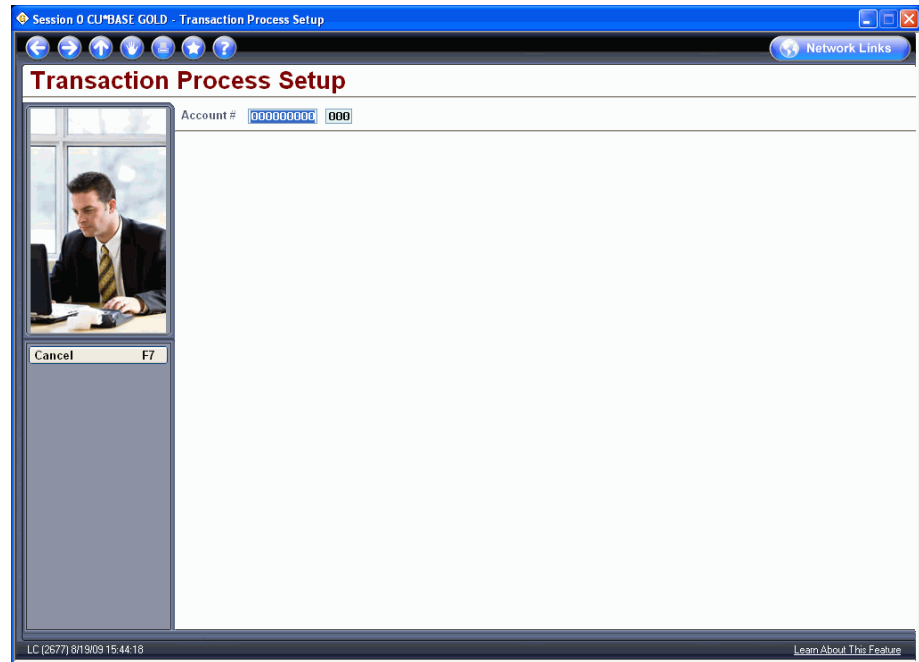 Session 0 CU*BASE GOLD - Transaction Process Setup
Network Links
Transaction Process Setup
Account # 000000000 000
Cancel F7
LC (2677) 8/19/09 15:44:18
Learn About This Feature